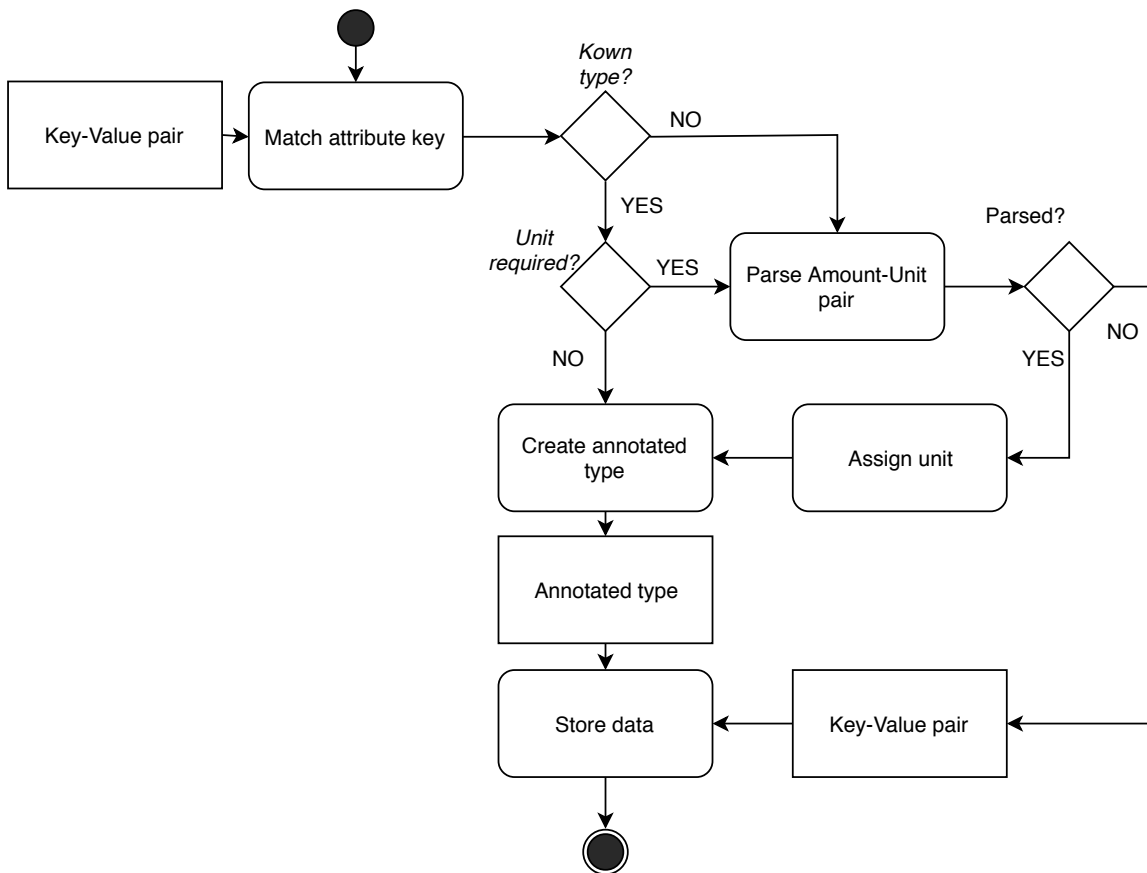 Kown
type?
Key-Value pair
Match attribute key
NO
YES
Unit
required?
YES
Parse Amount-Unit
pair
Parsed?
NO
YES
NO
Create annotated
type
Assign unit
Annotated type
Store data
Key-Value pair